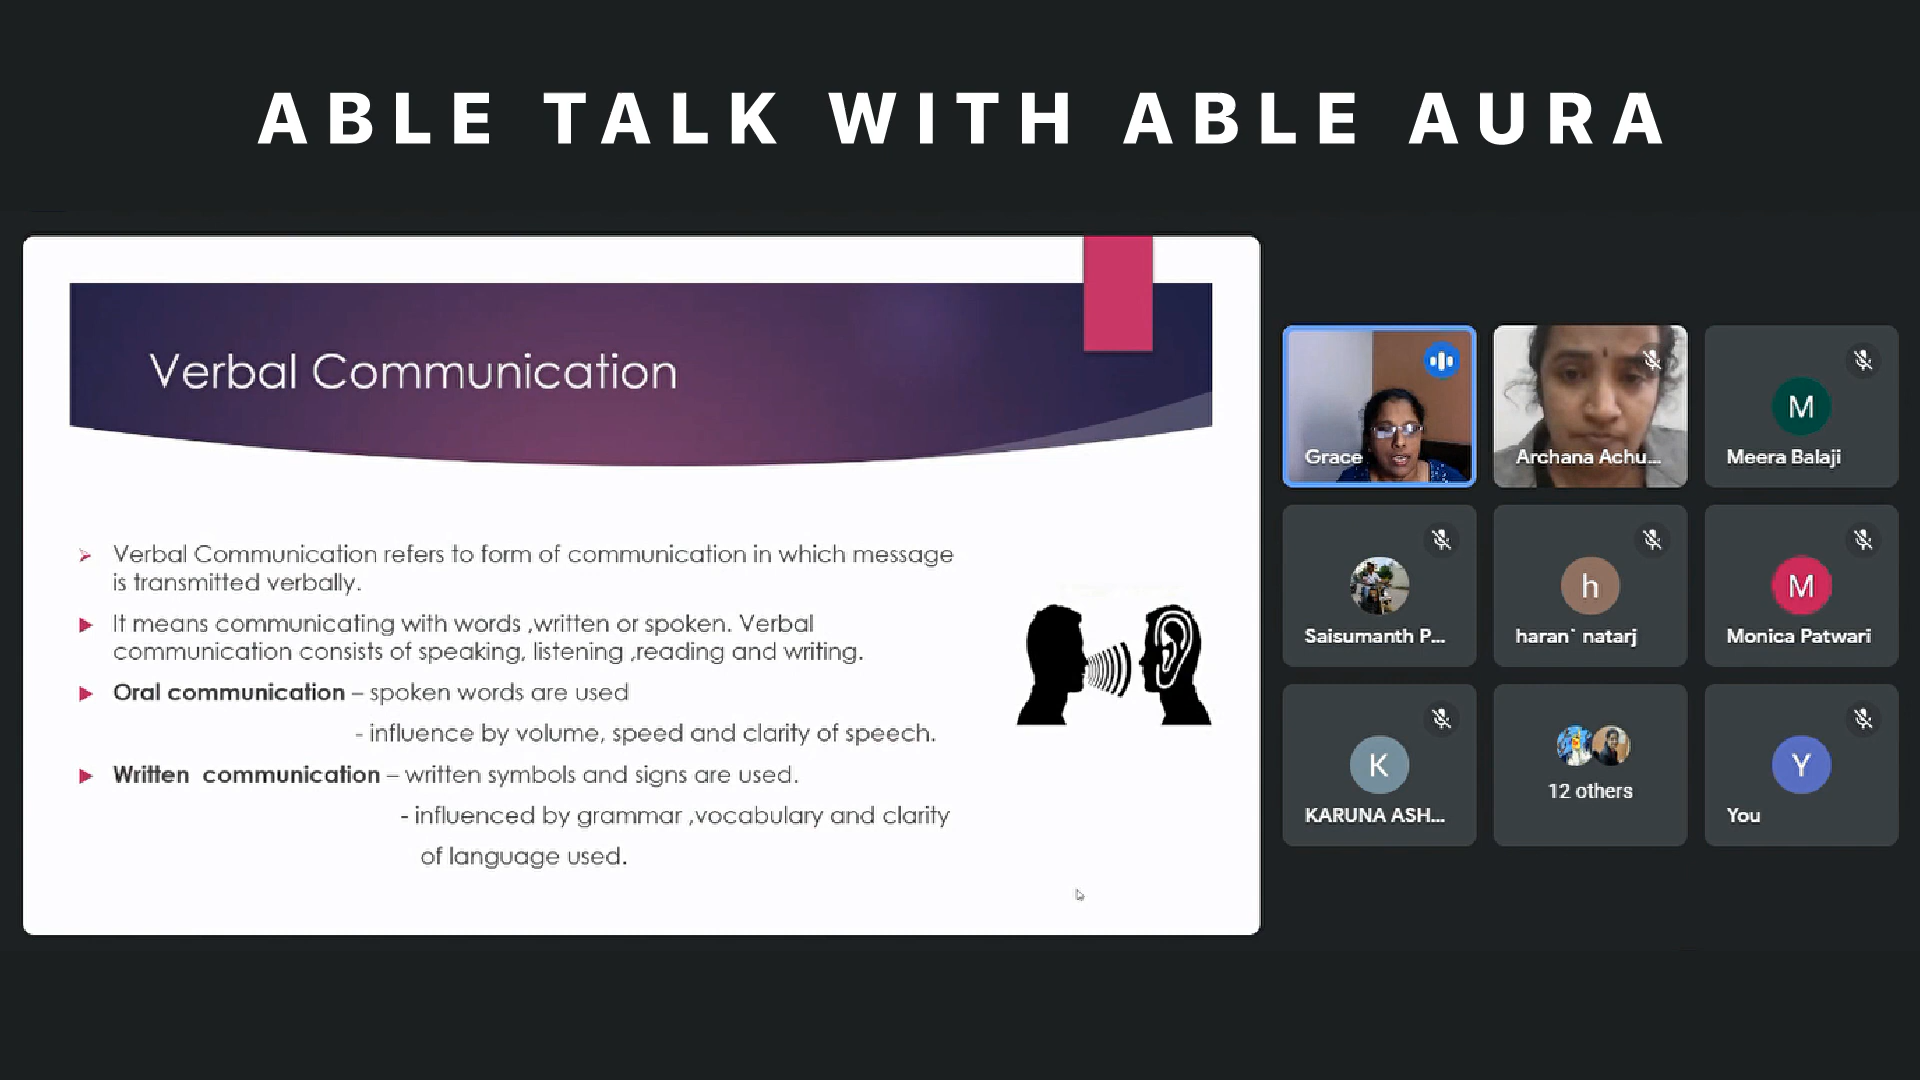 ABLE TALK WITH ABLE AURA
Verbal Communication
Verbal Communication refers to form of communication in which message
is transmitted verbally.
It means communicating with words ,written or spoken. Verbal
communication consists of speaking, listening ,reading and writing.
Oral communication – spoken words are used
- influence by volume, speed and clarity of speech.
Written communication – written symbols and signs are used.
- influenced by grammar ,vocabulary and clarity
of language used.
Grace
Archana Achu...
M
Meera Balaji
Saisumanth P...
h
haran` natarj
M
Monica Patwari
K
KARUNA ASH...
12 others
Y
You